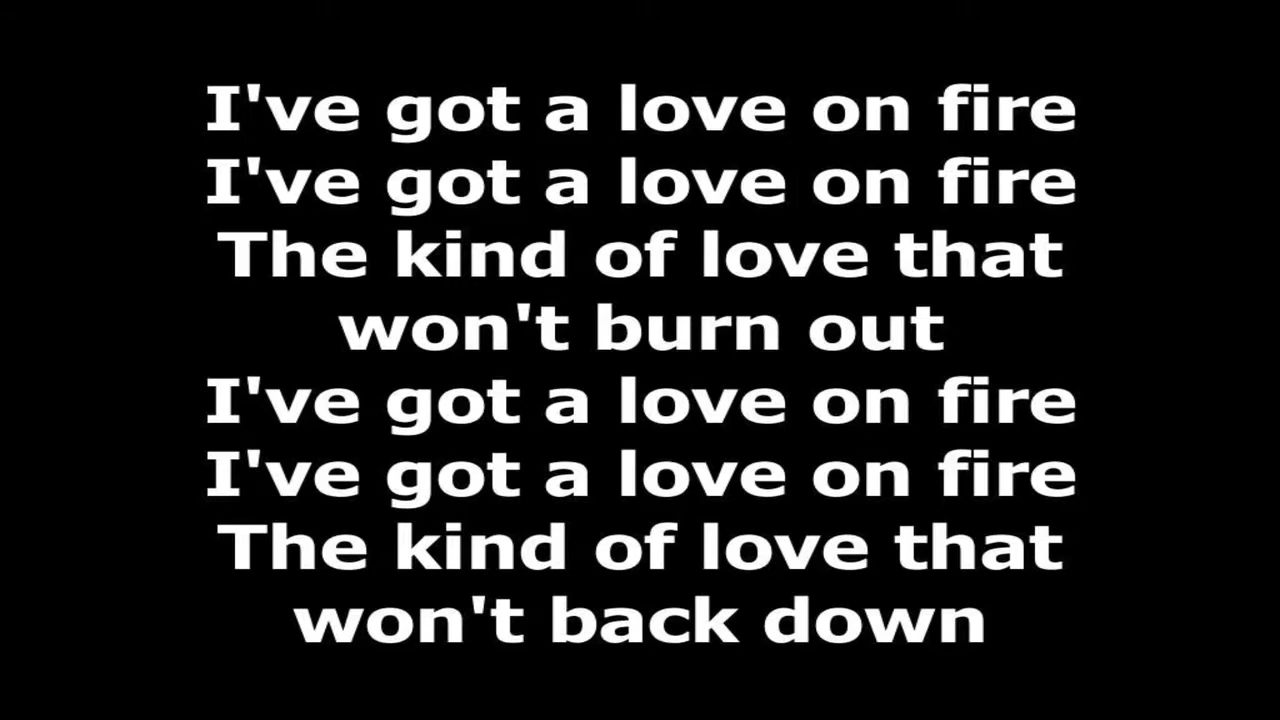 I've got a love on fire
I've got a love on fire
The kind of love that
won't burn out
I've got a love on fire
I've got a love on fire
The kind of love that
won't back down